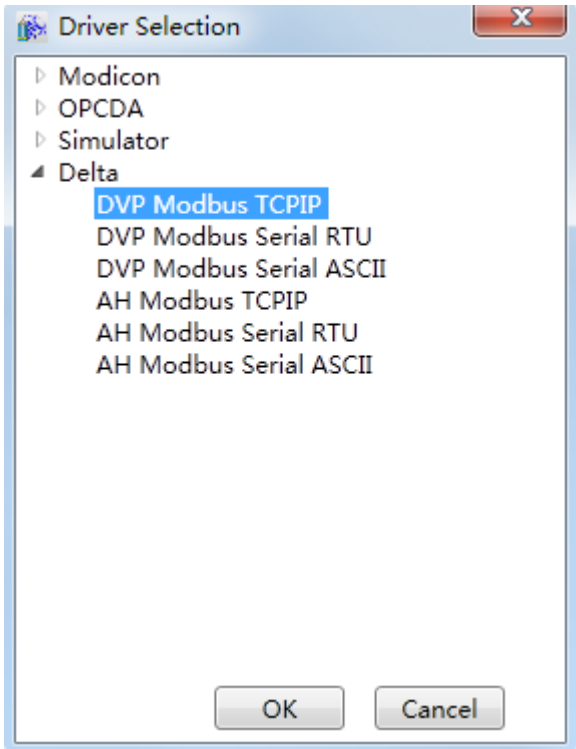 Driver Selection
Modicon
OPCDA
Simulator
Delta
DVP Modbus TCPIP
DVP Modbus Serial RTU
DVP Modbus Serial ASCII
AH Modbus TCPIP
AH Modbus Serial RTU
AH Modbus Serial ASCII
OK Cancel